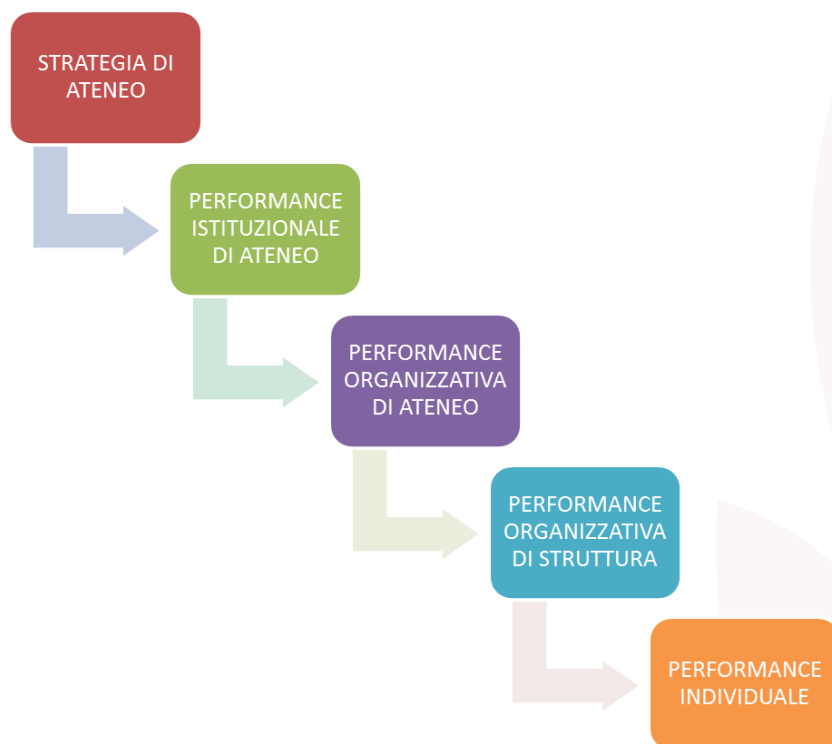 STRATEGIA DI
ATENEO
PERFORMANCE
ISTITUZIONALE
DI ATENEO
PERFORMANCE
ORGANIZZATIVA
DI ATENEO
PERFORMANCE
ORGANIZZATIVA
DI STRUTTURA
PERFORMANCE
INDIVIDUALE